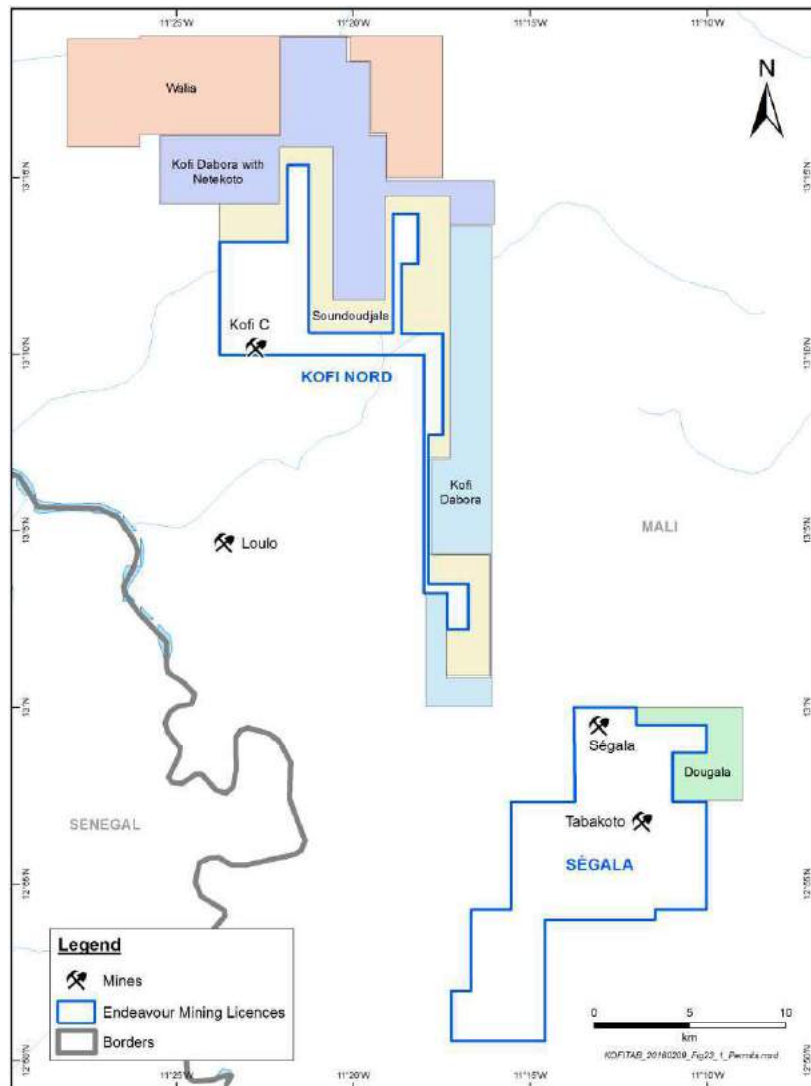 11°25'W 11°20'W 11°15'W 11°10'W
N
Walia
Kofi Dabora with
Netekoto
13°15'N 13°15'N
Soundoudjala
Kofi C
13°10'N 13°10'N
KOFI NORD
Kofi
Dabora
MALI
13°5'N 13°5'N
Loulo
13°N 13°N
Ségala
Dougala
SENEGAL
Tabakoto
SÉGALA
12°55'N 12°55'N
Legend
Mines
Endeavour Mining Licences
Borders
0 5 10
km
KOFITAB_20160209_Fig23_1_Permits.mxd
12°50'N 12°50'N
11°25'W 11°20'W 11°15'W 11°10'W